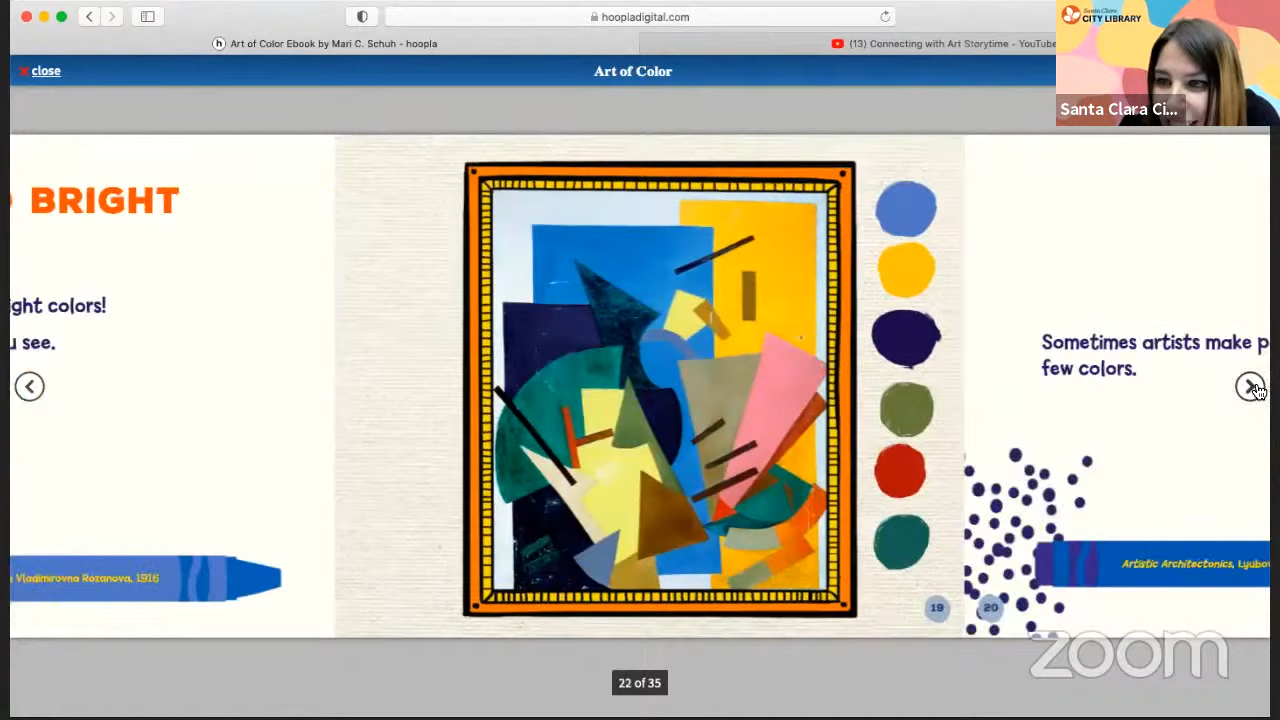 hoopladigital.com
h Art of Color Ebook by Mari C. Schuh - hoopla
(13) Connecting with Art Storytime - YouTube
close
Art of Color
Santa Clara
CITY LIBRARY
Santa Clara Ci...
BRIGHT
ght colors!
see.
Vladimirovna Rozanova, 1916
19
20
Sometimes artists make p
few colors.
Artistic Architectonics, Lyubov
22 of 35
zoom